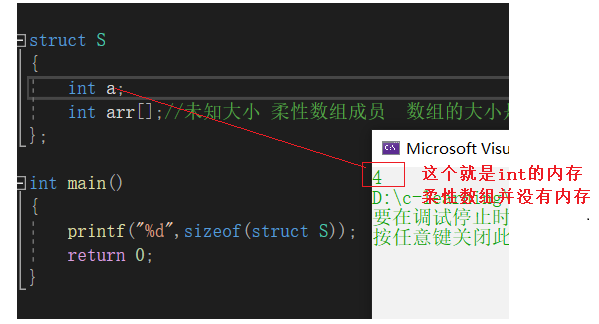 struct S
{
int a;
int arr[];//未知大小 柔性数组成员 数组的大小
};
int main()
{
printf("%d",sizeof(struct S));
return 0;
}
Microsoft Visu
4
D:\c-
要在调试停止时
按任意键关闭此
这个就是int的内存
柔性数组并没有内存